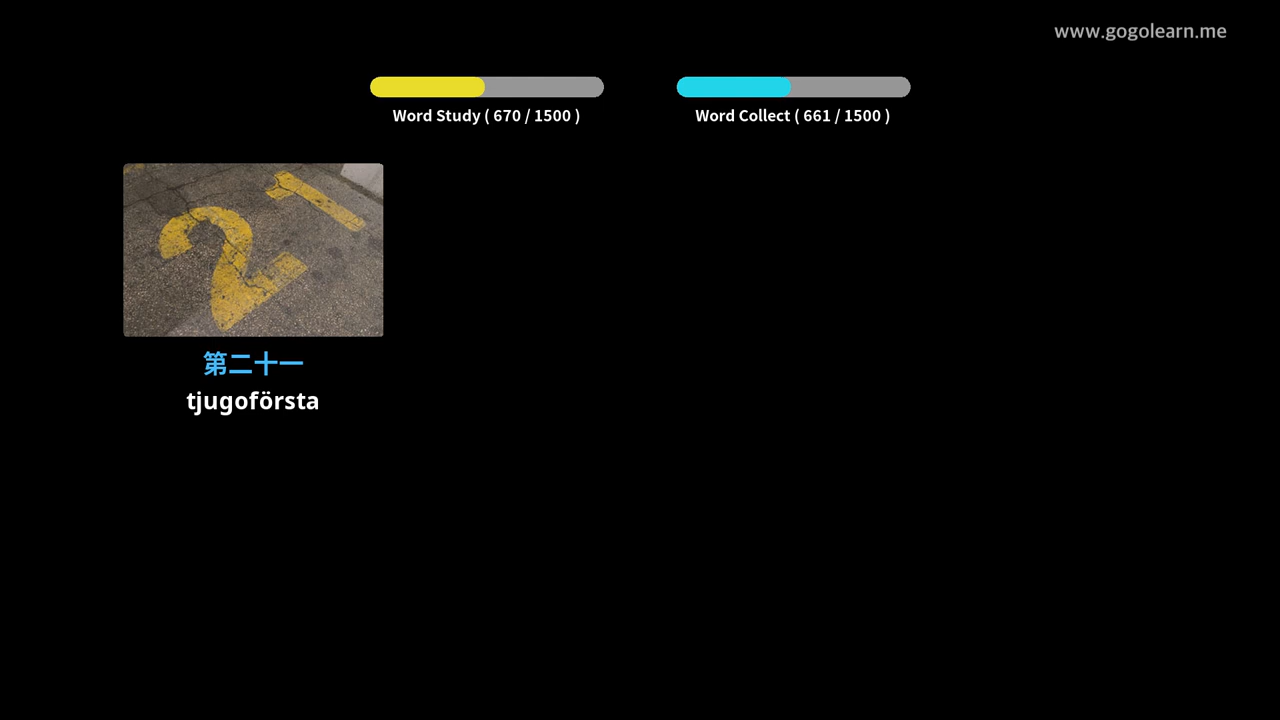 www.gogolearn.me
Word Study ( 670 / 1500 )
Word Collect ( 661 / 1500 )
21
第二十一
tjugoförsta